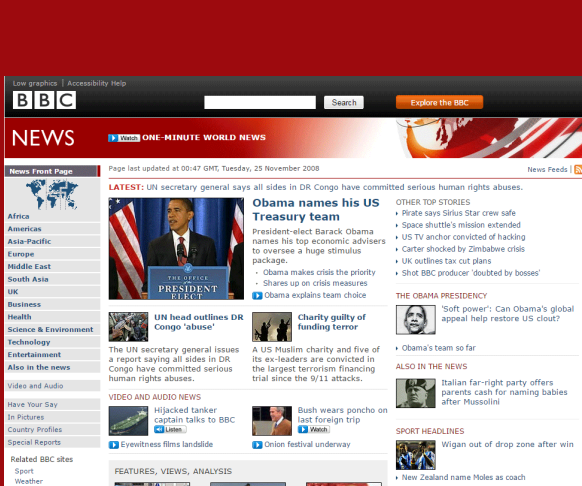 Low graphics | Accessibility Help
BBC
Search
Explore the BBC
NEWS
Watch ONE-MINUTE WORLD NEWS
News Front Page
Africa
Americas
Asia-Pacific
Europe
Middle East
South Asia
UK
Business
Health
Science & Environment
Technology
Entertainment
Also in the news
Video and Audio
Have Your Say
In Pictures
Country Profiles
Special Reports
Related BBC sites
Sport
Weather
Page last updated at 00:47 GMT, Tuesday, 25 November 2008
News Feeds |
LATEST: UN secretary general says all sides in DR Congo have committed serious human rights abuses.
THE OFFICE OF THE
PRESIDENT
ELECT
Obama names his US
Treasury team
President-elect Barack Obama
names his top economic advisers
to oversee a huge stimulus
package.
Obama makes crisis the priority
Shares up on crisis measures
Obama explains team choice
UN head outlines DR
Congo 'abuse'
The UN secretary general issues
a report saying all sides in DR
Congo have committed serious
human rights abuses.
Charity guilty of
funding terror
A US Muslim charity and five of
its ex-leaders are convicted in
the largest terrorism financing
trial since the 9/11 attacks.
VIDEO AND AUDIO NEWS
Hijacked tanker
captain talks to BBC
Listen
Eyewitness films landslide
Bush wears poncho on
last foreign trip
Watch
Onion festival underway
FEATURES, VIEWS, ANALYSIS
OTHER TOP STORIES
Pirate says Sirius Star crew safe
Space shuttle's mission extended
US TV anchor convicted of hacking
Carter shocked by Zimbabwe crisis
UK outlines tax cut plans
Shot BBC producer 'doubted by bosses'
THE OBAMA PRESIDENCY
'Soft power': Can Obama's global
appeal help restore US clout?
Obama's team so far
ALSO IN THE NEWS
Italian far-right party offers
parents cash for naming babies
after Mussolini
SPORT HEADLINES
Wigan out of drop zone after win
New Zealand name Moles as coach